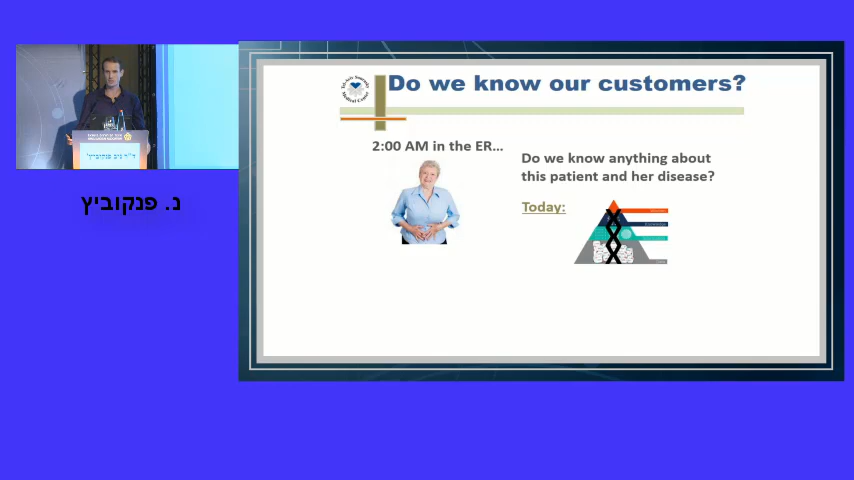 Do we know our customers?
2:00 AM in the ER...
Do we know anything about
this patient and her disease?
Today:
נ. פנקוביץ